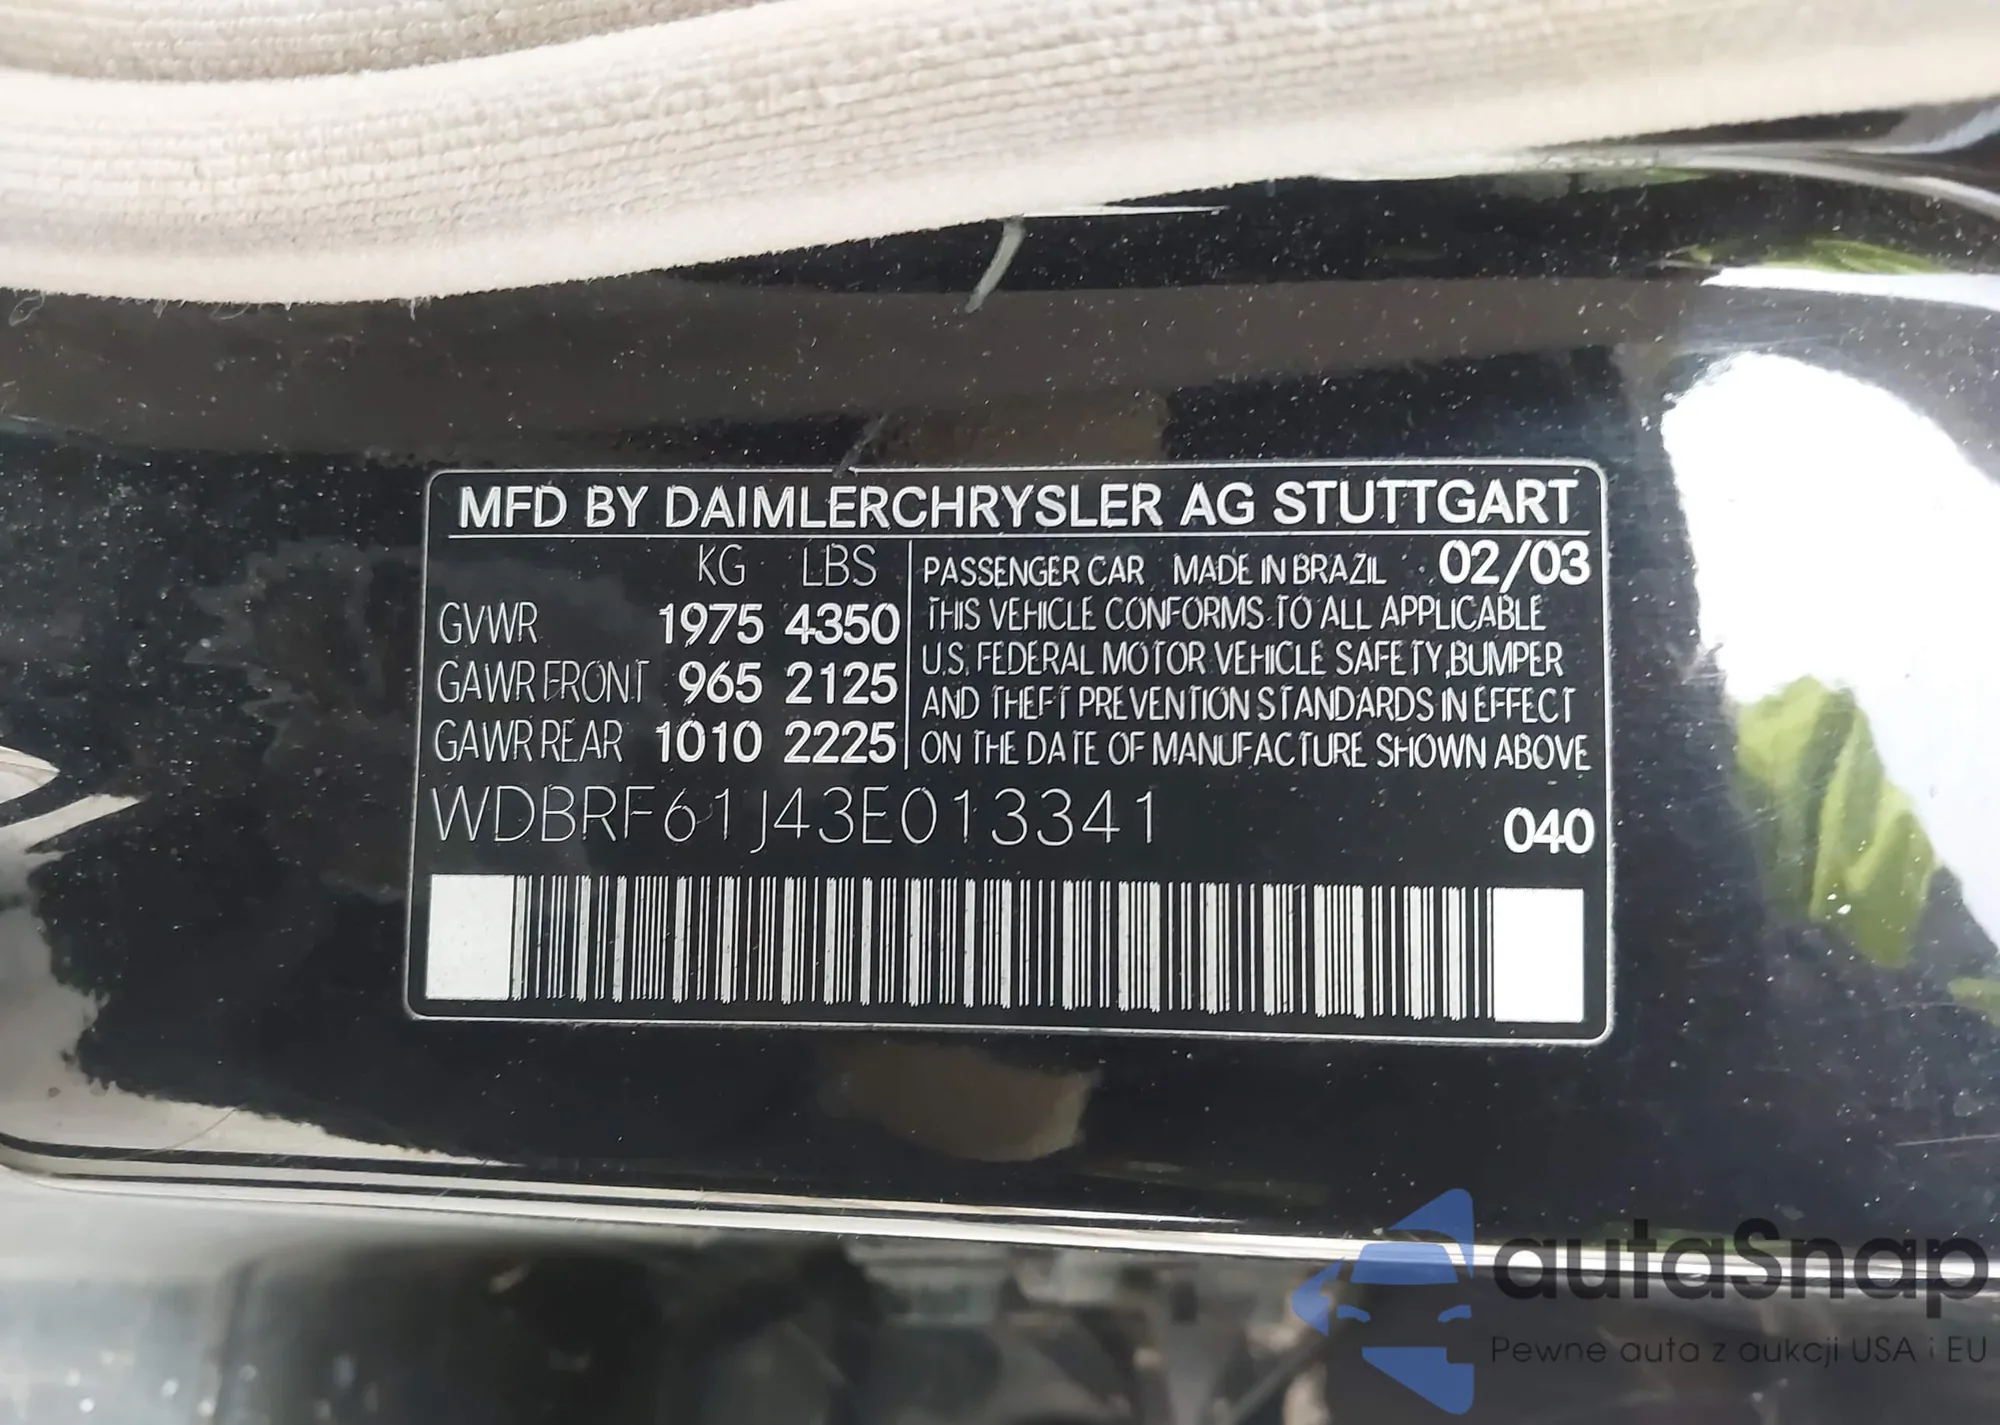 MFD BY DAIMLERCHRYSLER AG STUTTGART
KG LBS
GVWR 1975 4350
GAWR FRONT 965 2125
GAWR REAR 1010 2225
PASSENGER CAR MADE IN BRAZIL 02/03
THIS VEHICLE CONFORMS TO ALL APPLICABLE
U.S. FEDERAL MOTOR VEHICLE SAFETY, BUMPER
AND THEFT PREVENTION STANDARDS IN EFFECT
ON THE DATE OF MANUFACTURE SHOWN ABOVE
WDBRF61J43E013341
040
autaSnap
Pewne auta z aukcji USA i EU